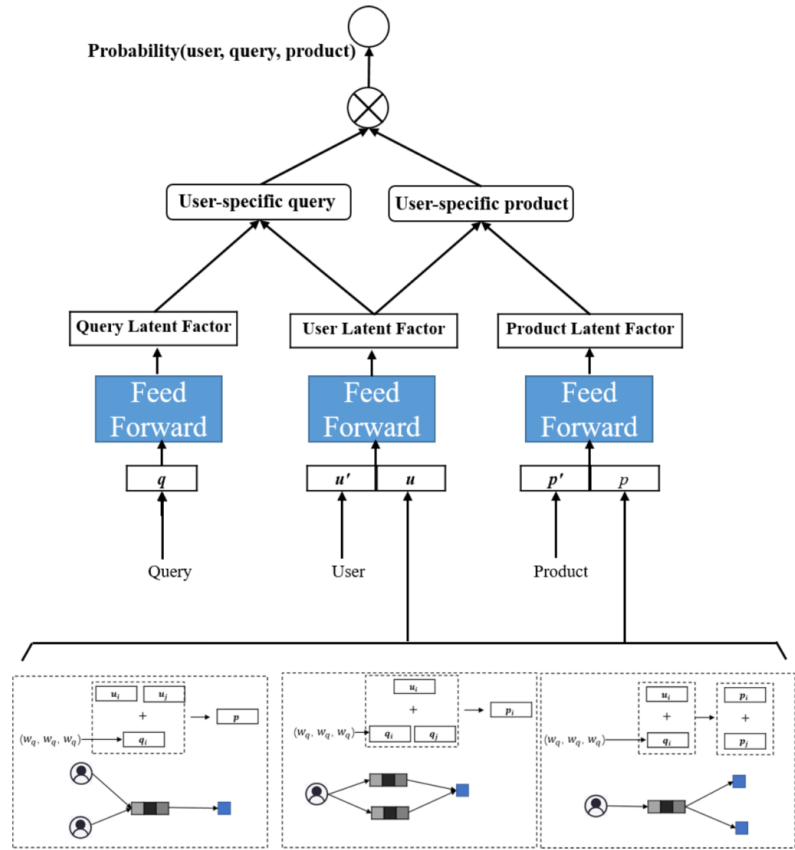 Probability(user, query, product)
User-specific query
User-specific product
Query Latent Factor
User Latent Factor
Product Latent Factor
Feed
Forward
Feed
Forward
Feed
Forward
q
u' u
p' p
Query
User
Product
u_i u_j
+
(w_q, w_q, w_q)
q_i
p
u_i
+
(w_q, w_q, w_q)
q_i q_j
p_i
u_i
+
(w_q, w_q, w_q)
q_i
p_i
+
p_j